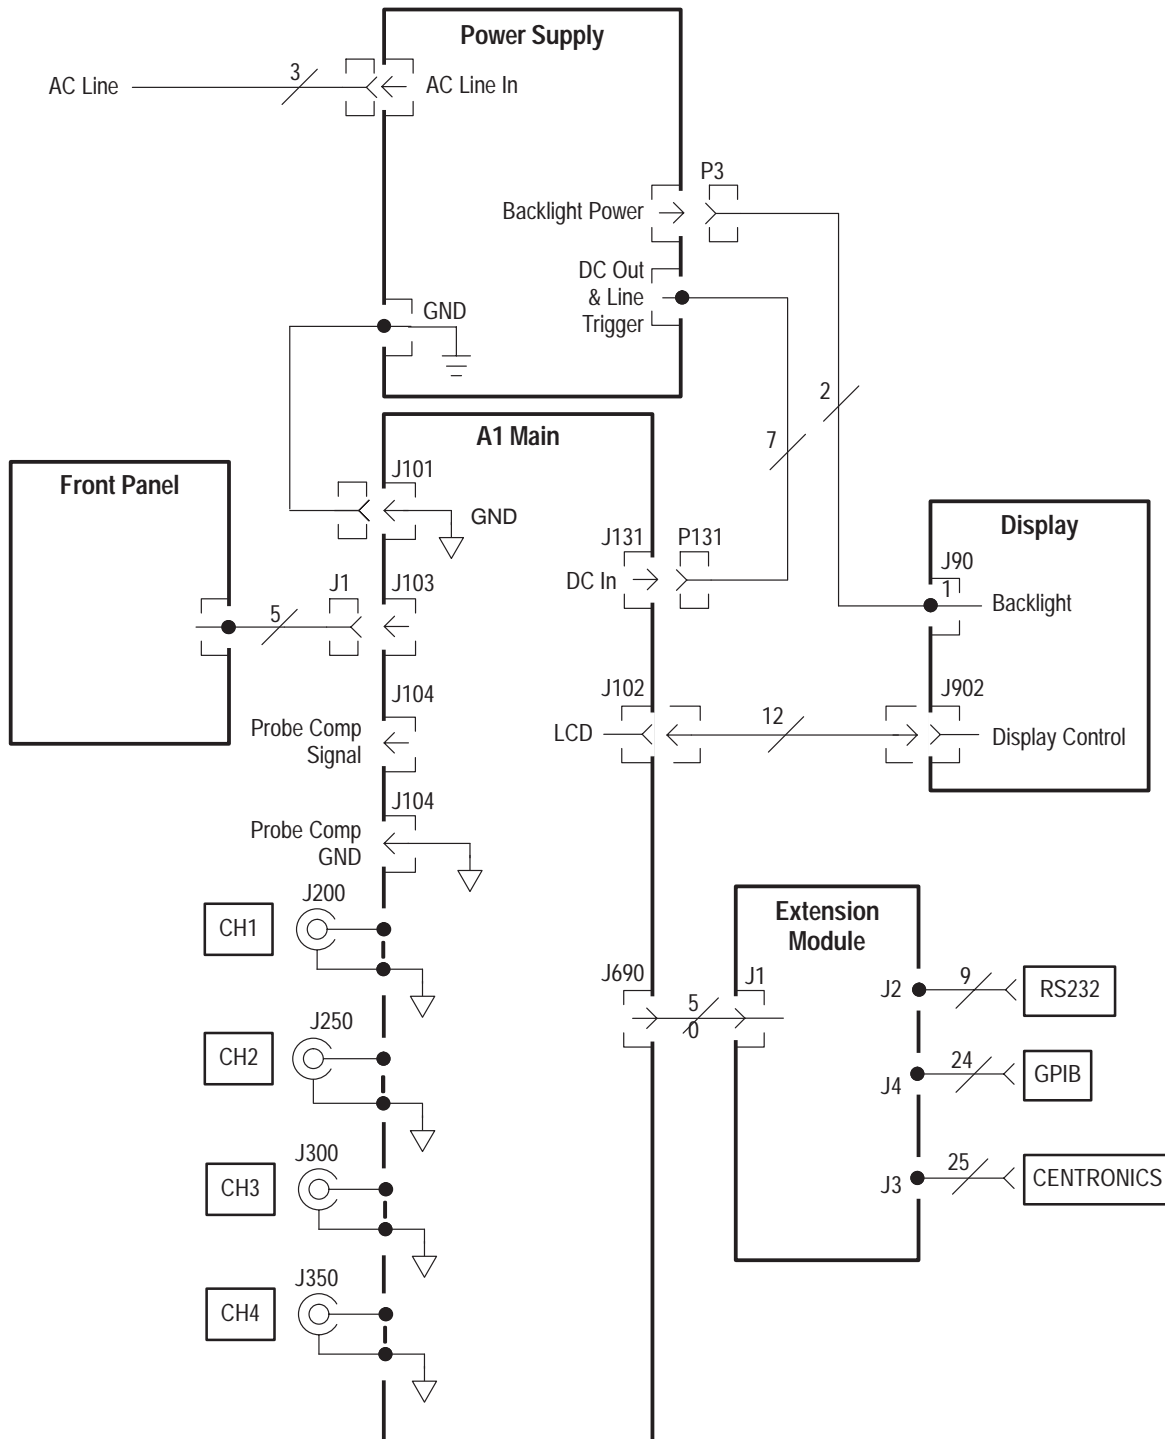 Power Supply
AC Line
3
AC Line In
P3
Backlight Power
DC Out
& Line
Trigger
GND
2
7
A1 Main
Front Panel
J101
GND
Display
J131
P131
DC In
J90
1
Backlight
J1
J103
5
J104
Probe Comp
Signal
J102
LCD
12
J902
Display Control
J104
Probe Comp
GND
J200
CH1
Extension
Module
J690
5
0
J1
J2
9
RS232
J250
CH2
J4
24
GPIB
J300
CH3
J3
25
CENTRONICS
J350
CH4